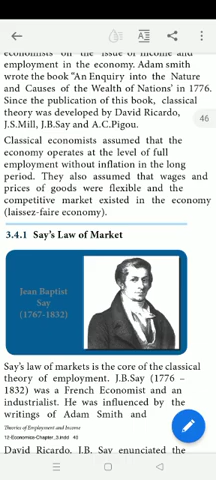 economists on the issue of income and
employment in the economy. Adam smith
wrote the book "An Enquiry into the Nature
and Causes of the Wealth of Nations' in 1776.
Since the publication of this book, classical
theory was developed by David Ricardo,
J.S.Mill, J.B.Say and A.C.Pigou.
46
Classical economists assumed that the
economy operates at the level of full
employment without inflation in the long
period. They also assumed that wages and
prices of goods were flexible and the
competitive market existed in the economy
(laissez-faire economy).
3.4.1 Say's Law of Market
Jean Baptist
Say
(1767-1832)
Say's law of markets is the core of the classical
theory of employment. J.B.Say (1776 –
1832) was a French Economist and an
industrialist. He was influenced by the
writings of Adam Smith and
Theories of Employment and Income
12-Economics-Chapter_3.indd 46
David Ricardo. J.B. Say enunciated the